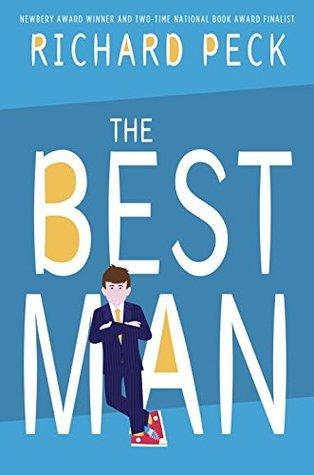 NEWBERY AWARD WINNER AND TWO-TIME NATIONAL BOOK AWARD FINALIST
RICHARD PECK
THE
BEST
MAN